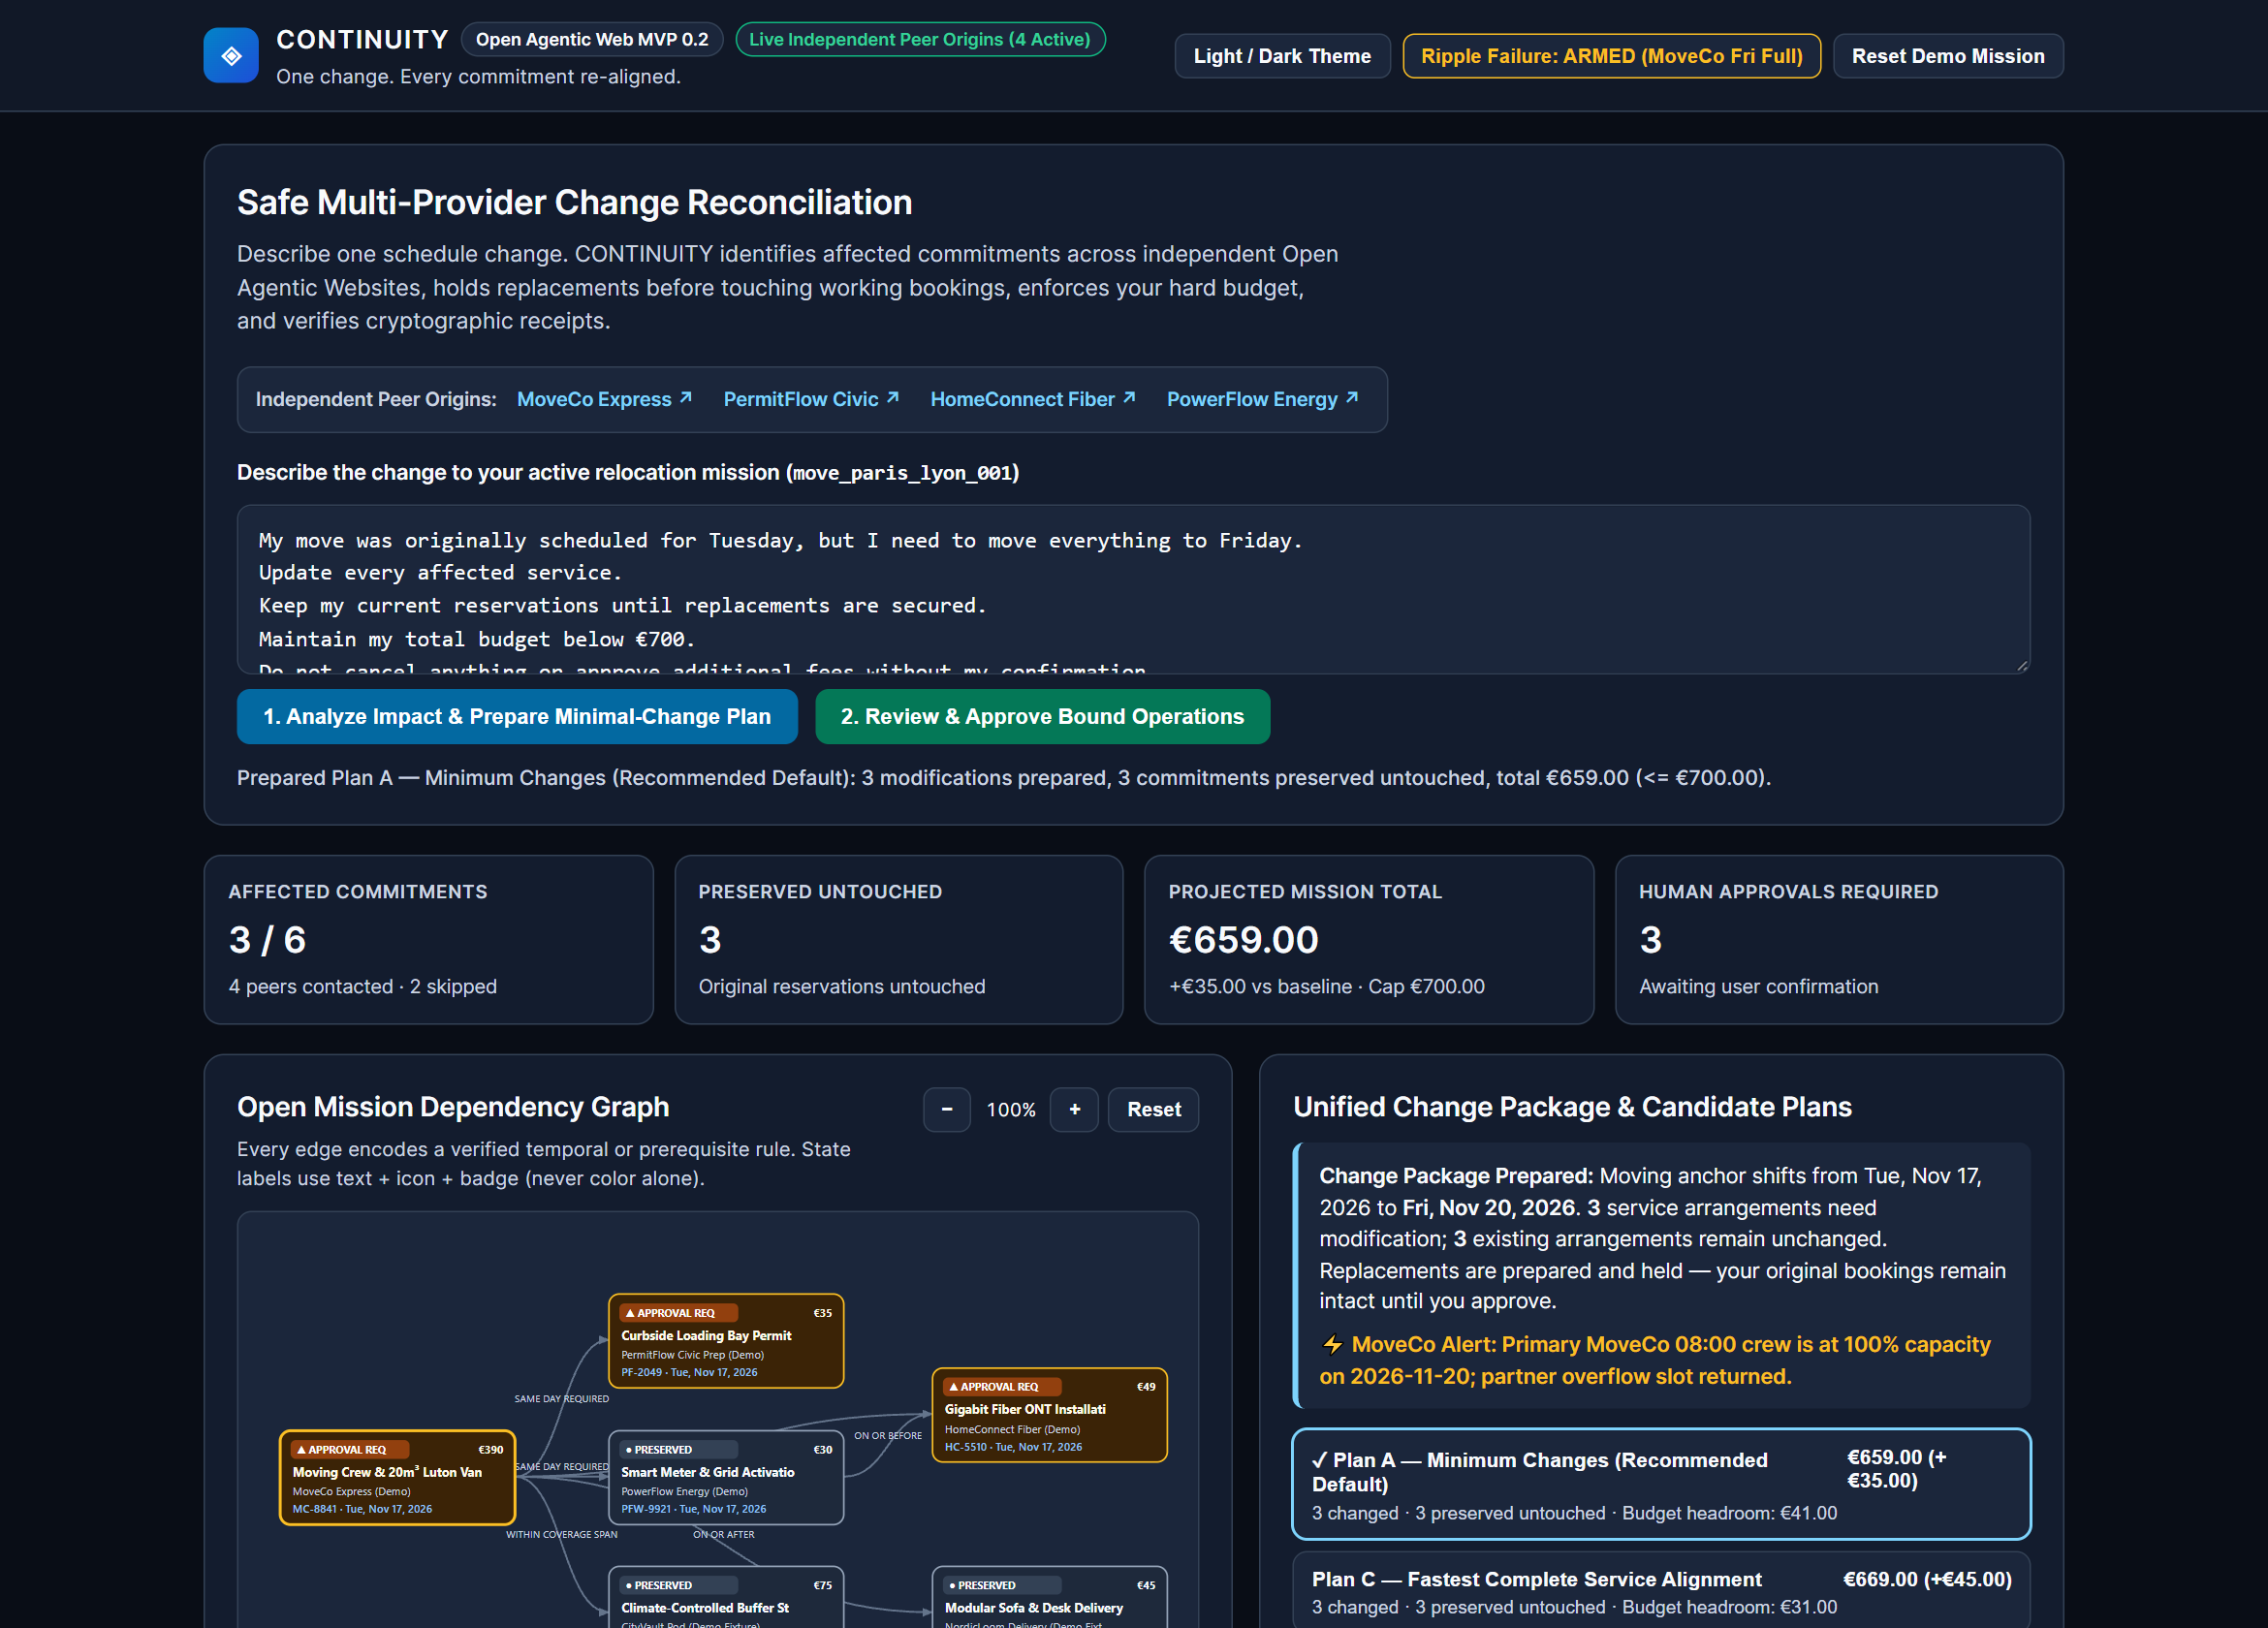 CONTINUITY
Open Agentic Web MVP 0.2
Live Independent Peer Origins (4 Active)
One change. Every commitment re-aligned.
Light / Dark Theme
Ripple Failure: ARMED (MoveCo Fri Full)
Reset Demo Mission
Safe Multi-Provider Change Reconciliation
Describe one schedule change. CONTINUITY identifies affected commitments across independent Open
Agentic Websites, holds replacements before touching working bookings, enforces your hard budget,
and verifies cryptographic receipts.
Independent Peer Origins: MoveCo Express ↗ PermitFlow Civic ↗ HomeConnect Fiber ↗ PowerFlow Energy ↗
Describe the change to your active relocation mission (move_paris_lyon_001)
My move was originally scheduled for Tuesday, but I need to move everything to Friday.
Update every affected service.
Keep my current reservations until replacements are secured.
Maintain my total budget below €700.
Do not cancel anything or approve additional fees without my confirmation
1. Analyze Impact & Prepare Minimal-Change Plan
2. Review & Approve Bound Operations
Prepared Plan A — Minimum Changes (Recommended Default): 3 modifications prepared, 3 commitments preserved untouched, total €659.00 (<= €700.00).
AFFECTED COMMITMENTS
3 / 6
4 peers contacted · 2 skipped
PRESERVED UNTOUCHED
3
Original reservations untouched
PROJECTED MISSION TOTAL
€659.00
+€35.00 vs baseline · Cap €700.00
HUMAN APPROVALS REQUIRED
3
Awaiting user confirmation
Open Mission Dependency Graph
− 100% + Reset
Every edge encodes a verified temporal or prerequisite rule. State
labels use text + icon + badge (never color alone).
▲ APPROVAL REQ €35
Curbside Loading Bay Permit
PermitFlow Civic Prep (Demo)
PF-2049 · Tue, Nov 17, 2026
▲ APPROVAL REQ €49
Gigabit Fiber ONT Installati
HomeConnect Fiber (Demo)
HC-5510 · Tue, Nov 17, 2026
SAME DAY REQUIRED
ON OR BEFORE
▲ APPROVAL REQ €390
Moving Crew & 20m³ Luton Van
MoveCo Express (Demo)
MC-8841 · Tue, Nov 17, 2026
SAME DAY REQUIRED
● PRESERVED €30
Smart Meter & Grid Activatio
PowerFlow Energy (Demo)
PFW-9921 · Tue, Nov 17, 2026
WITHIN COVERAGE SPAN
ON OR AFTER
● PRESERVED €75
Climate-Controlled Buffer St
CityVault Pod (Demo Fixture)
● PRESERVED €45
Modular Sofa & Desk Delivery
NordicLoom Delivery (Demo Fixt
Unified Change Package & Candidate Plans
Change Package Prepared: Moving anchor shifts from Tue, Nov 17,
2026 to Fri, Nov 20, 2026. 3 service arrangements need
modification; 3 existing arrangements remain unchanged.
Replacements are prepared and held — your original bookings remain
intact until you approve.
⚡ MoveCo Alert: Primary MoveCo 08:00 crew is at 100% capacity
on 2026-11-20; partner overflow slot returned.
✓ Plan A — Minimum Changes (Recommended
Default)
€659.00 (+
€35.00)
3 changed · 3 preserved untouched · Budget headroom: €41.00
Plan C — Fastest Complete Service Alignment €669.00 (+€45.00)
3 changed · 3 preserved untouched · Budget headroom: €31.00